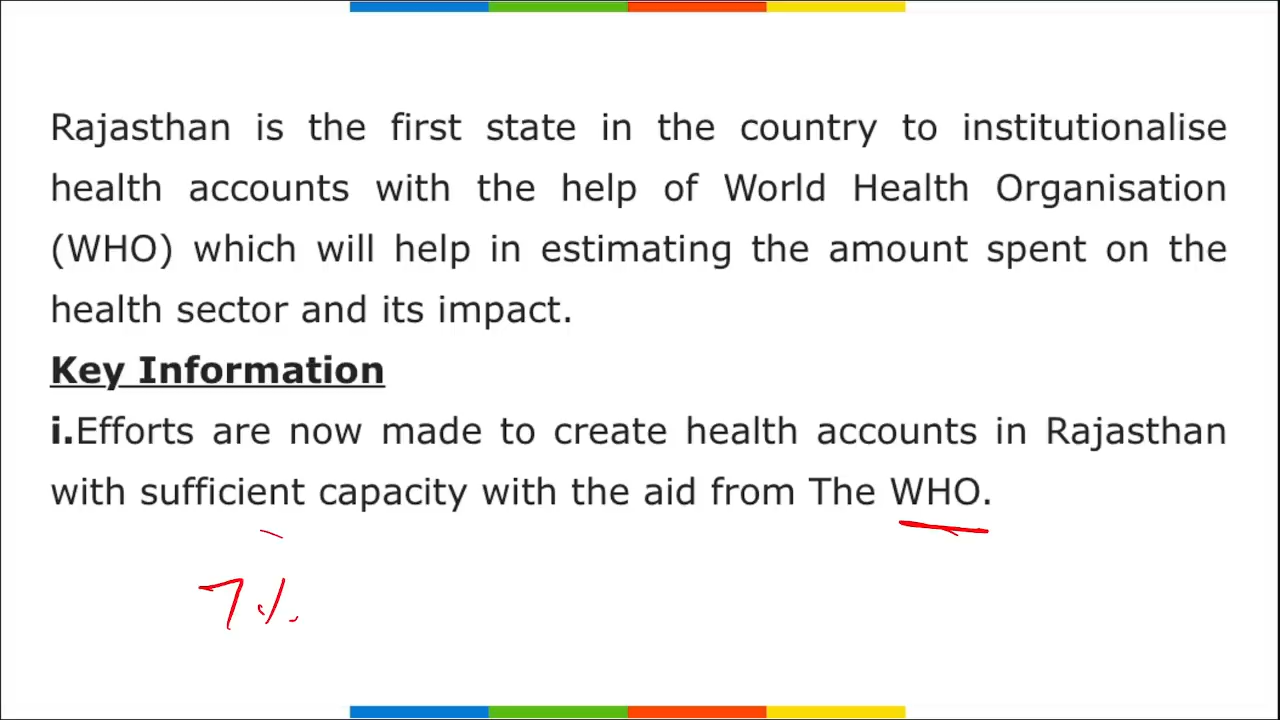 Rajasthan is the first state in the country to institutionalise
health accounts with the help of World Health Organisation
(WHO) which will help in estimating the amount spent on the
health sector and its impact.
Key Information
i.Efforts are now made to create health accounts in Rajasthan
with sufficient capacity with the aid from The WHO.
7%